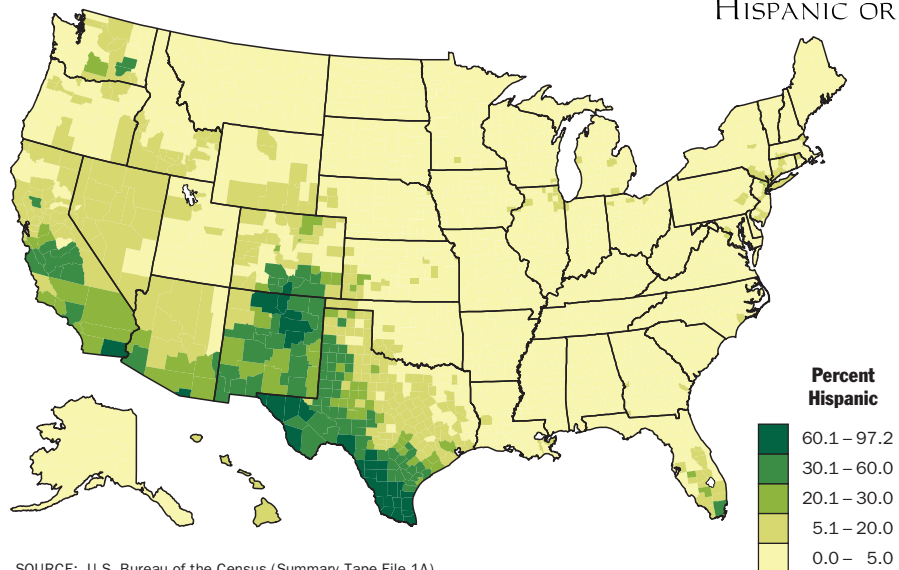 HISPANIC OR
Percent
Hispanic
60.1 – 97.2
30.1 – 60.0
20.1 – 30.0
5.1 – 20.0
0.0 – 5.0
SOURCE: U.S. Bureau of the Census (Summary Tape File 1A)